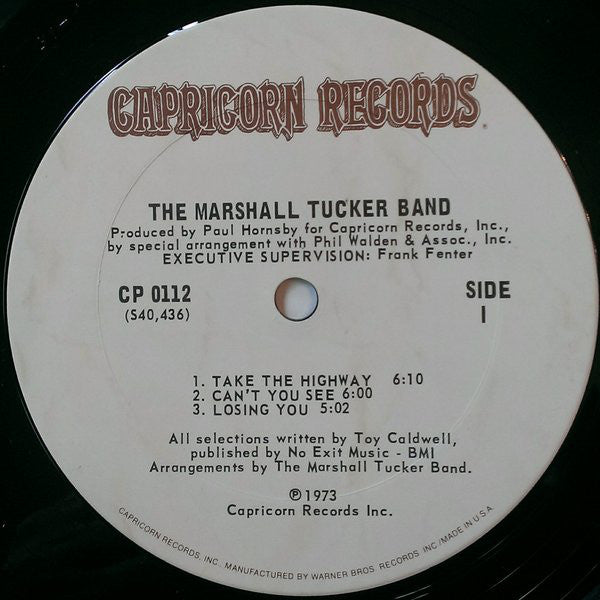 CAPRICORN RECORDS
THE MARSHALL TUCKER BAND
Produced by Paul Hornsby for Capricorn Records, Inc.,
by special arrangement with Phil Walden & Assoc., Inc.
EXECUTIVE SUPERVISION: Frank Fenter
CP 0112
(S40,436)
SIDE
I
1. TAKE THE HIGHWAY 6:10
2. CAN'T YOU SEE 6:00
3. LOSING YOU 5:02
All selections written by Toy Caldwell,
published by No Exit Music - BMI
Arrangements by The Marshall Tucker Band.
℗ 1973
Capricorn Records Inc.
CAPRICORN RECORDS, INC. MANUFACTURED BY WARNER BROS. RECORDS INC./MADE IN U.S.A.